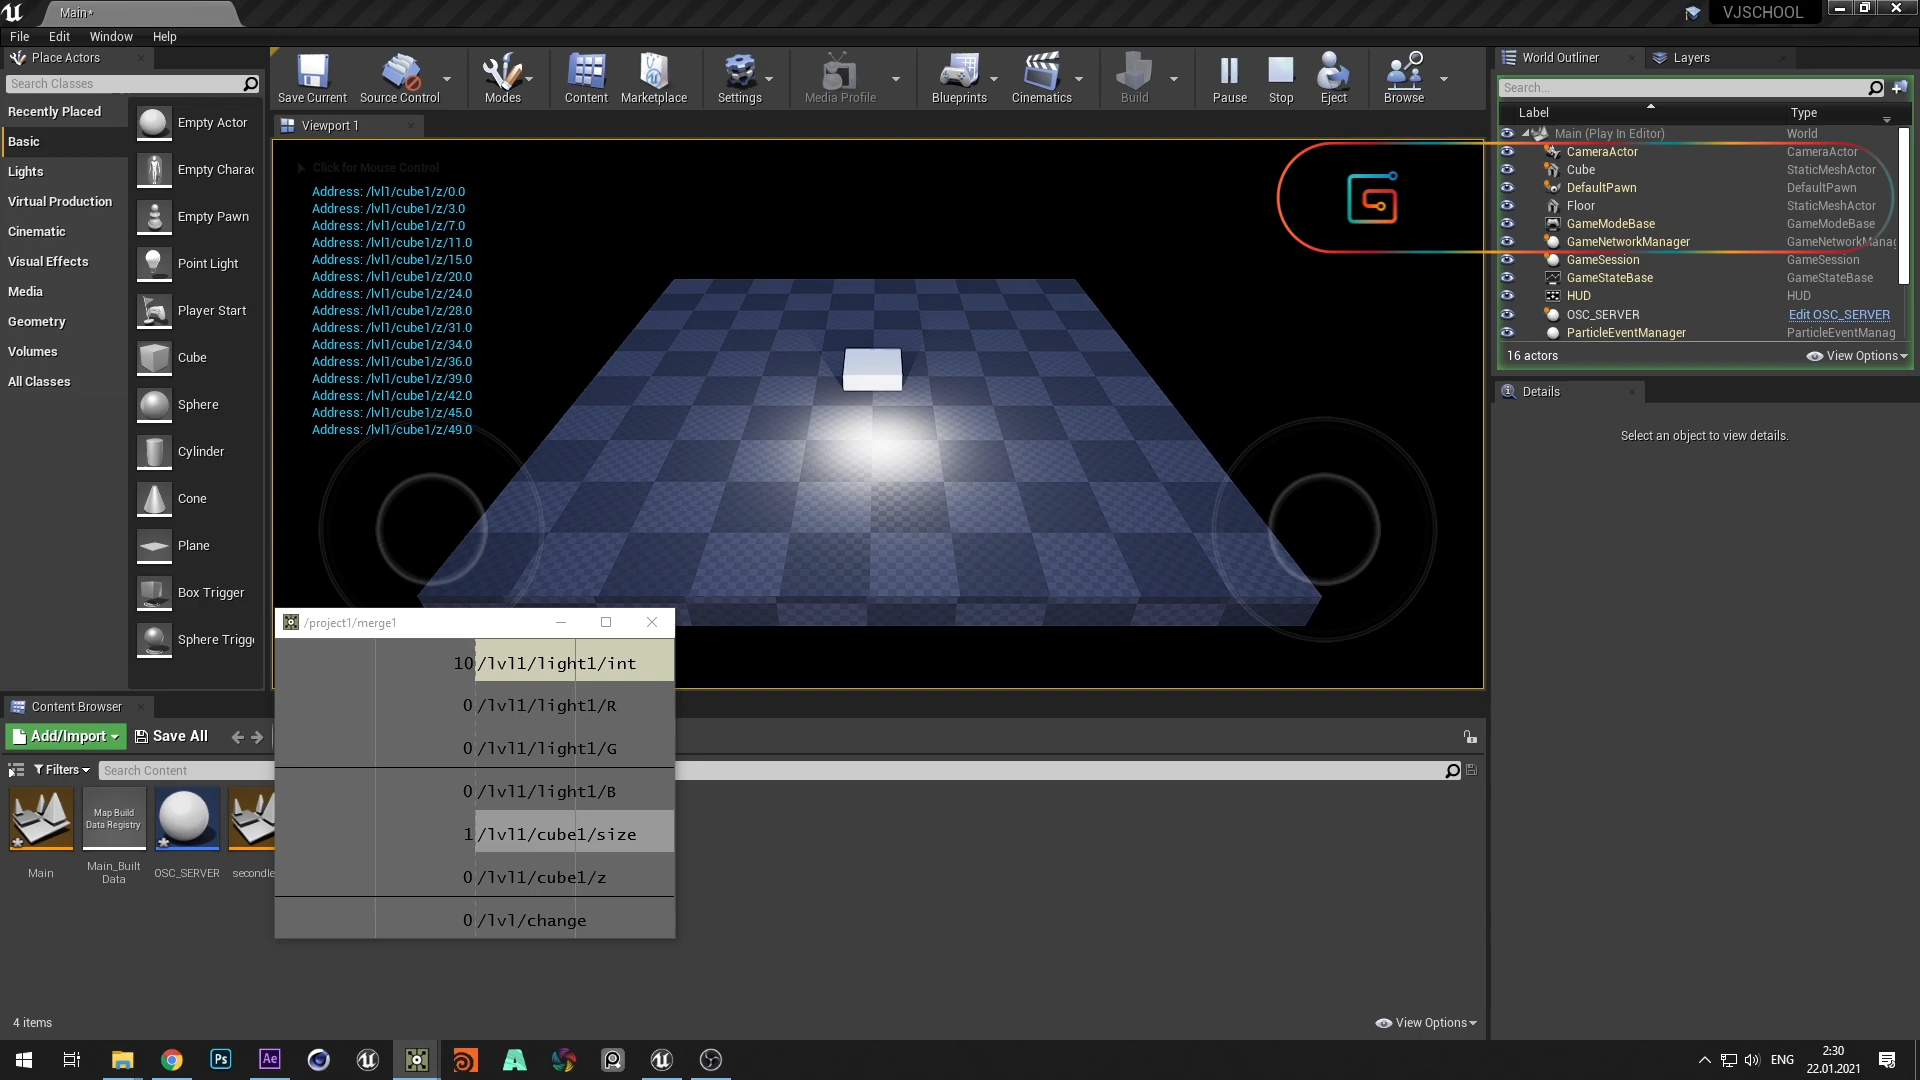 Main*
VJSCHOOL
File Edit Window Help
Place Actors
Search Classes
Recently Placed
Basic
Lights
Virtual Production
Cinematic
Visual Effects
Media
Geometry
Volumes
All Classes
Empty Actor
Empty Charac
Empty Pawn
Point Light
Player Start
Cube
Sphere
Cylinder
Cone
Plane
Box Trigger
Sphere Trigge
Save Current
Source Control
Modes
Content
Marketplace
Settings
Media Profile
Blueprints
Cinematics
Build
Pause
Stop
Eject
Browse
Viewport 1
Click for Mouse Control
Address: /lvl1/cube1/z/0.0
Address: /lvl1/cube1/z/3.0
Address: /lvl1/cube1/z/7.0
Address: /lvl1/cube1/z/11.0
Address: /lvl1/cube1/z/15.0
Address: /lvl1/cube1/z/20.0
Address: /lvl1/cube1/z/24.0
Address: /lvl1/cube1/z/28.0
Address: /lvl1/cube1/z/31.0
Address: /lvl1/cube1/z/34.0
Address: /lvl1/cube1/z/36.0
Address: /lvl1/cube1/z/39.0
Address: /lvl1/cube1/z/42.0
Address: /lvl1/cube1/z/45.0
Address: /lvl1/cube1/z/49.0
World Outliner
Layers
Search...
Label Type
Main (Play In Editor) World
CameraActor CameraActor
Cube StaticMeshActor
DefaultPawn DefaultPawn
Floor StaticMeshActor
GameModeBase GameModeBase
GameNetworkManager GameNetworkManag
GameSession GameSession
GameStateBase GameStateBase
HUD HUD
OSC_SERVER Edit OSC_SERVER
ParticleEventManager ParticleEventManag
16 actors
View Options
Details
Select an object to view details.
/project1/merge1
10 /lvl1/light1/int
0 /lvl1/light1/R
0 /lvl1/light1/G
0 /lvl1/light1/B
1 /lvl1/cube1/size
0 /lvl1/cube1/z
0 /lvl/change
Content Browser
Add/Import
Save All
Filters
Search Content
Map Build
Data Registry
Main
Main_Built
Data
OSC_SERVER
secondle
4 items
View Options
Ps
Ae
ENG
2:30
22.01.2021